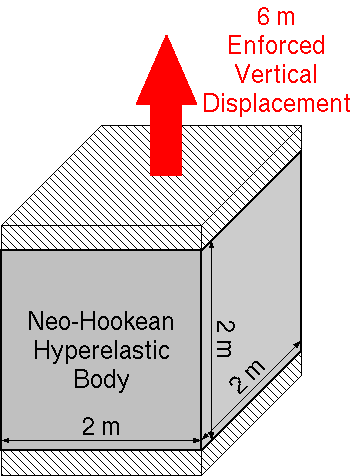 6 m
Enforced
Vertical
Displacement
Neo-Hookean
Hyperelastic
Body
2 m
2 m
2 m